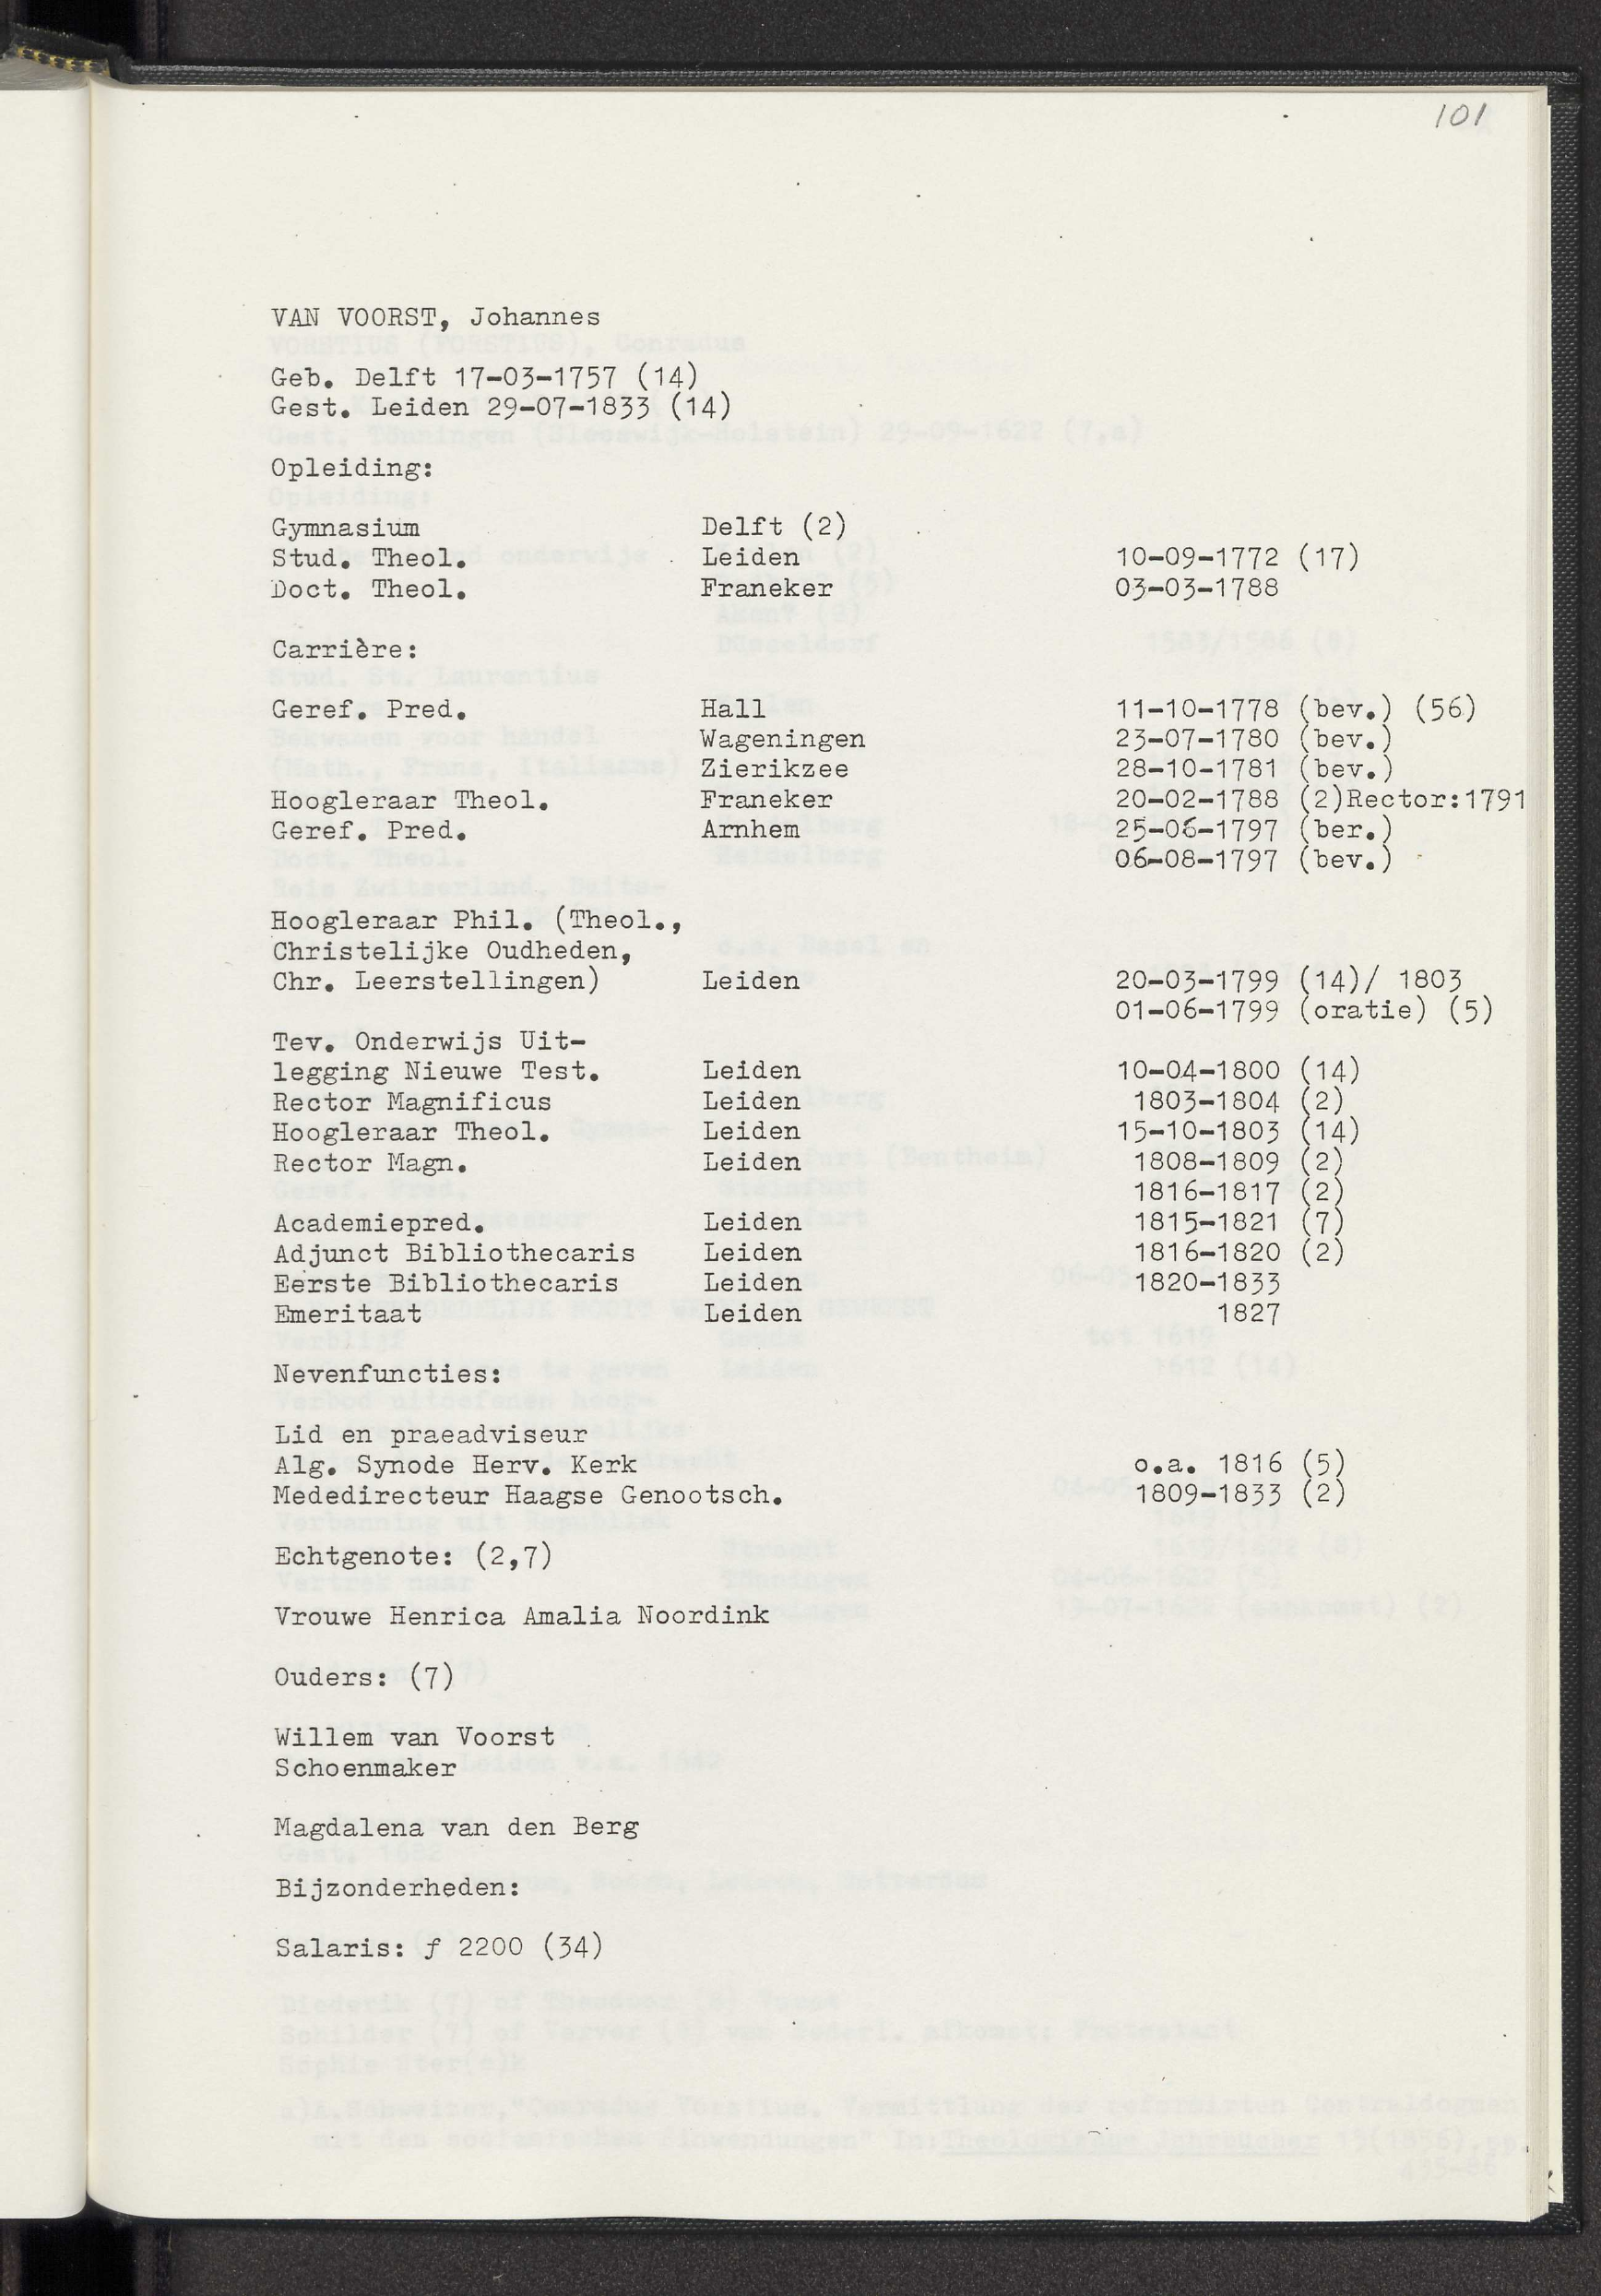 101
VAN VOORST, Johannes
Geb. Delft 17-03-1757 (14)
Gest. Leiden 29-07-1833 (14)
Opleiding:
Gymnasium Delft (2)
Stud. Theol. Leiden 10-09-1772 (17)
Doct. Theol. Franeker 03-03-1788
Carrière:
Geref. Pred. Hall 11-10-1778 (bev.) (56)
Wageningen 23-07-1780 (bev.)
Zierikzee 28-10-1781 (bev.)
Hoogleraar Theol. Franeker 20-02-1788 (2)Rector:1791
Geref. Pred. Arnhem 25-06-1797 (ber.)
06-08-1797 (bev.)
Hoogleraar Phil. (Theol.,
Christelijke Oudheden,
Chr. Leerstellingen) Leiden 20-03-1799 (14)/ 1803
01-06-1799 (oratie) (5)
Tev. Onderwijs Uit-
legging Nieuwe Test. Leiden 10-04-1800 (14)
Rector Magnificus Leiden 1803-1804 (2)
Hoogleraar Theol. Leiden 15-10-1803 (14)
Rector Magn. Leiden 1808-1809 (2)
1816-1817 (2)
Academiepred. Leiden 1815-1821 (7)
Adjunct Bibliothecaris Leiden 1816-1820 (2)
Eerste Bibliothecaris Leiden 1820-1833
Emeritaat Leiden 1827
Nevenfuncties:
Lid en praeadviseur
Alg. Synode Herv. Kerk o.a. 1816 (5)
Mededirecteur Haagse Genootsch. 1809-1833 (2)
Echtgenote: (2,7)
Vrouwe Henrica Amalia Noordink
Ouders: (7)
Willem van Voorst
Schoenmaker
Magdalena van den Berg
Bijzonderheden:
Salaris: ƒ 2200 (34)